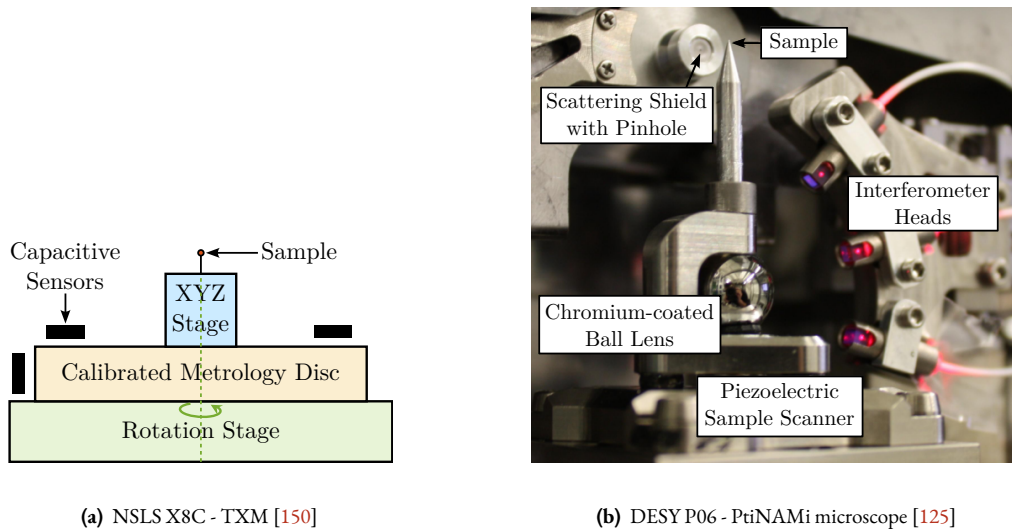 Capacitive
Sensors
Sample
XYZ
Stage
Calibrated Metrology Disc
Rotation Stage
(a) NSLS X8C - TXM [150]
Sample
Scattering Shield
with Pinhole
Interferometer
Heads
Chromium-coated
Ball Lens
Piezoelectric
Sample Scanner
(b) DESY P06 - PtiNAMi microscope [125]